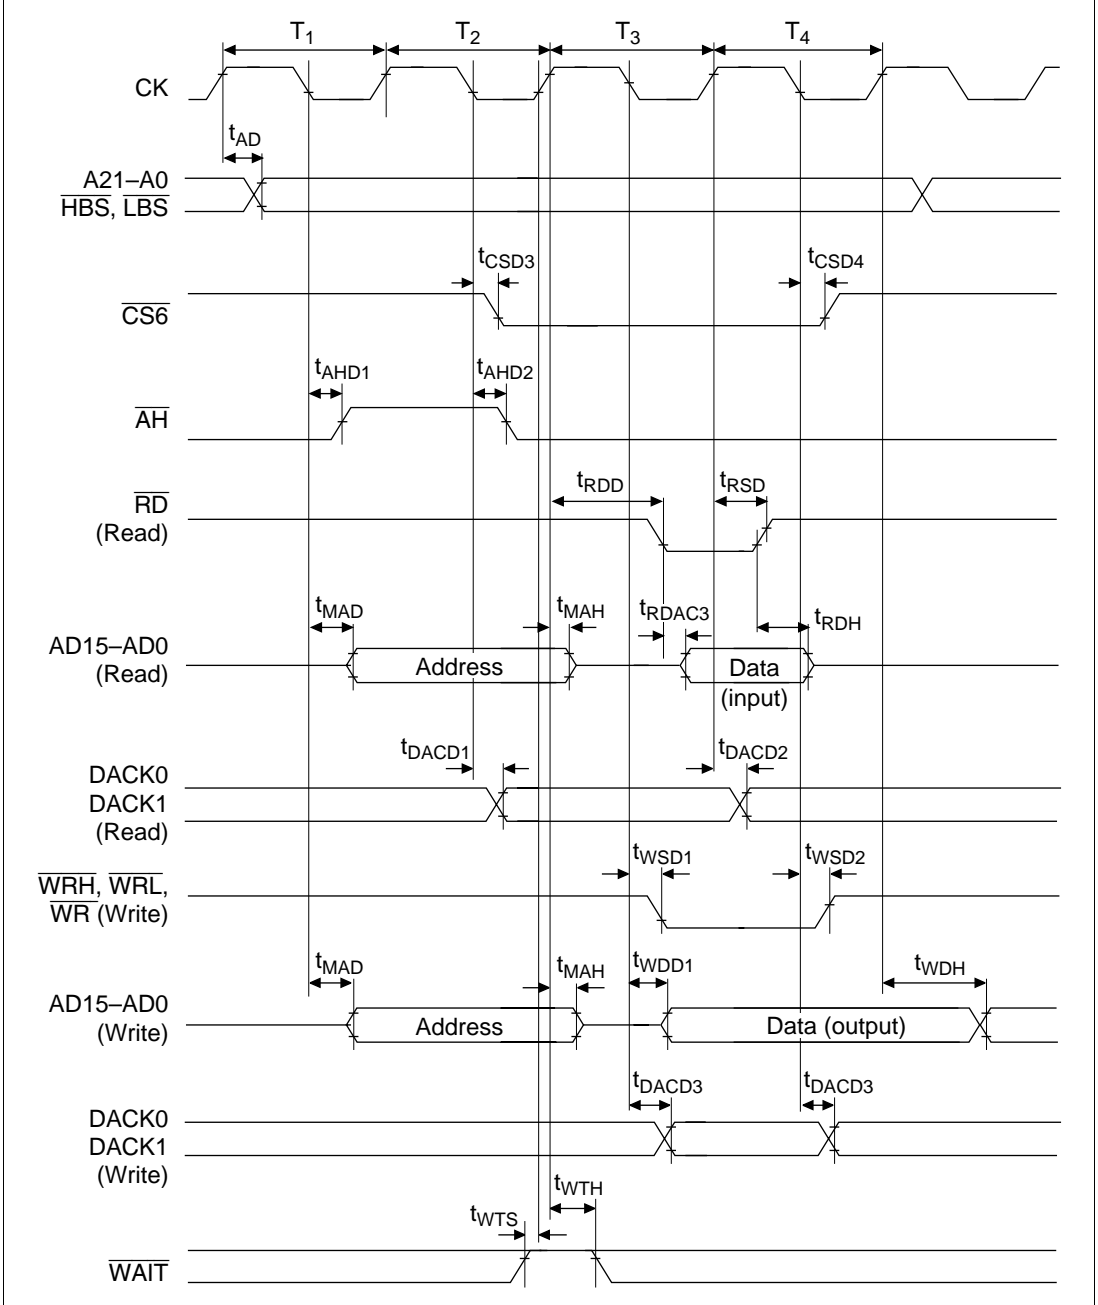 T1 T2 T3 T4
CK
tAD
A21–A0
HBS, LBS
tCSD3 tCSD4
CS6
tAHD1 tAHD2
AH
tRDD tRSD
RD
(Read)
tMAD tMAH tRDAC3 tRDH
AD15–AD0
(Read)
Address Data
(input)
tDACD1 tDACD2
DACK0
DACK1
(Read)
tWSD1 tWSD2
WRH, WRL,
WR (Write)
tMAD tMAH tWDD1 tWDH
AD15–AD0
(Write)
Address Data (output)
tDACD3 tDACD3
DACK0
DACK1
(Write)
tWTH
tWTS
WAIT